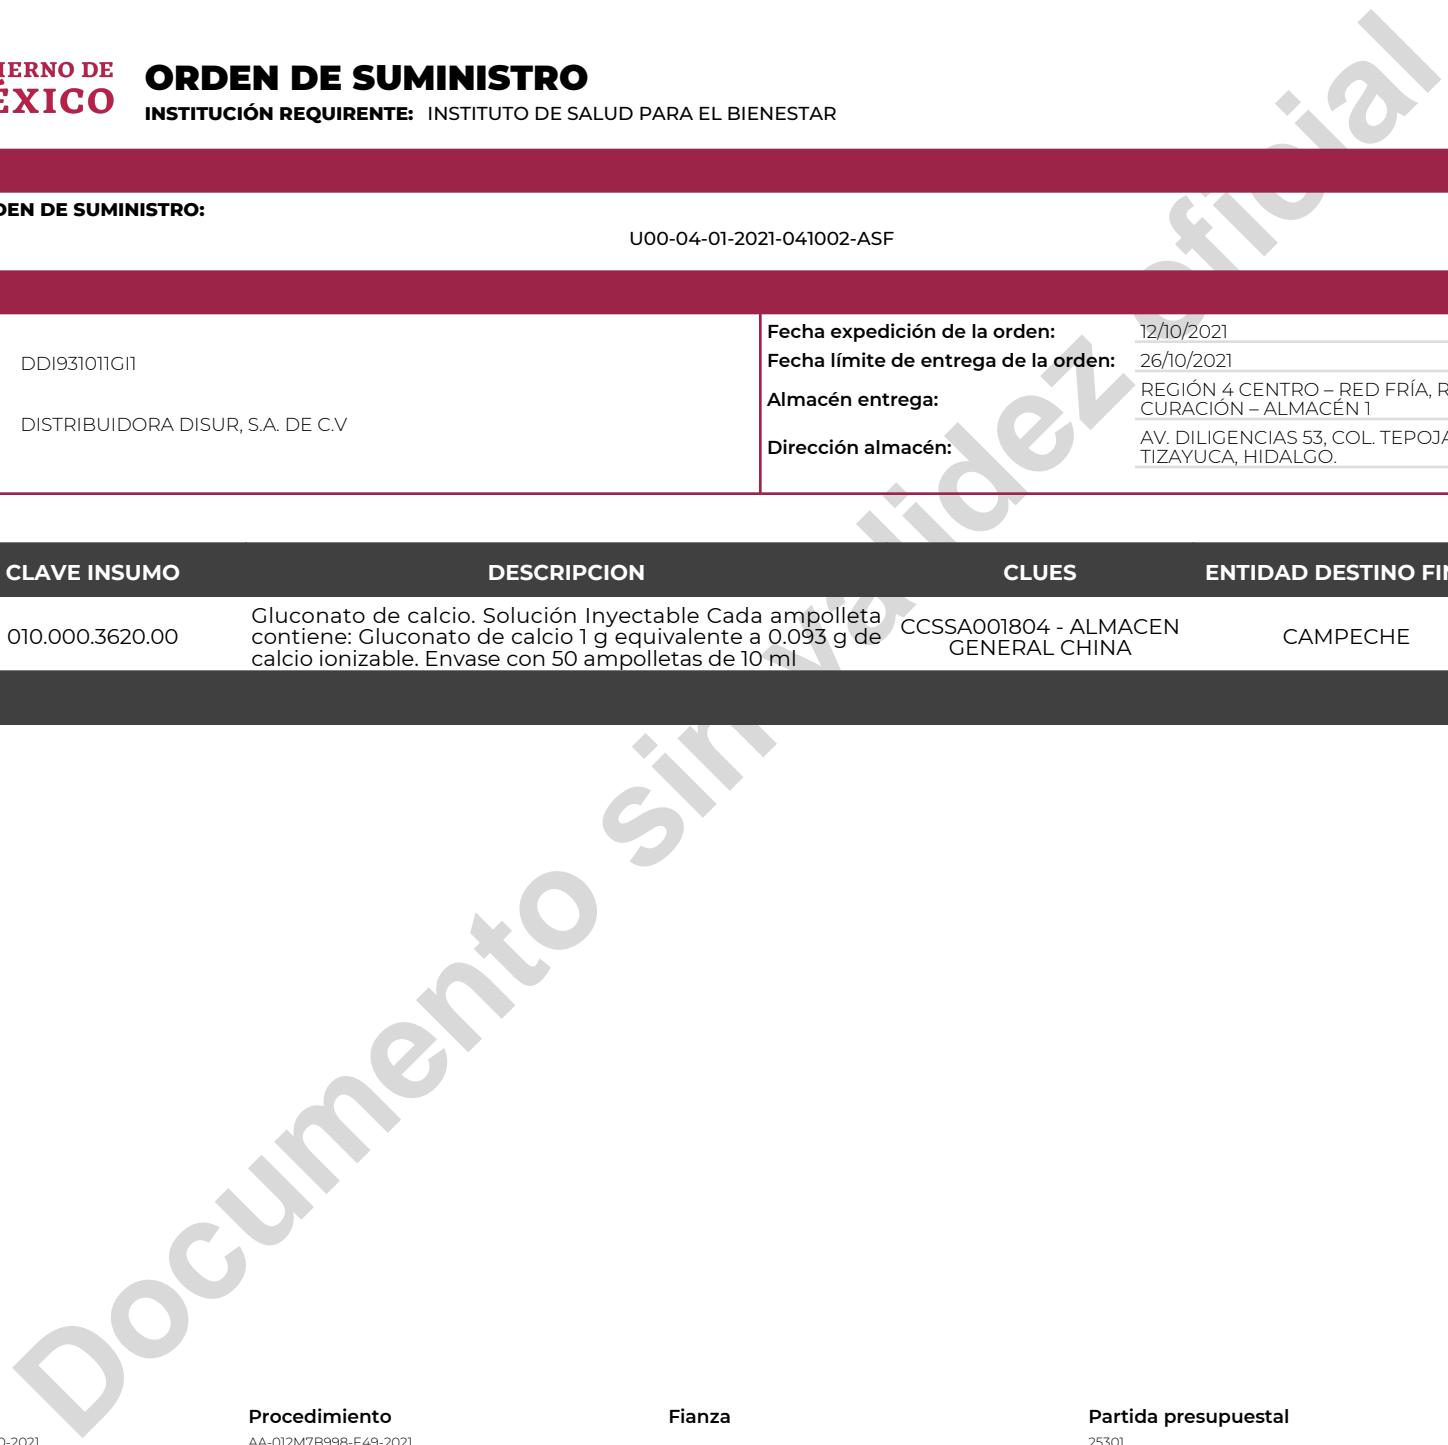 ORDEN DE SUMINISTRO
INSTITUCIÓN REQUIRENTE: INSTITUTO DE SALUD PARA EL BIENESTAR
DE
MÉXICO
DE SUMINISTRO:
U00-04-01-2021-041002-ASF
DDI931011GI1
DISTRIBUIDORA DISUR, S.A. DE C.V
Fecha expedición de la orden: 12/10/2021
Fecha límite de entrega de la orden: 26/10/2021
Almacén entrega: REGIÓN 4 CENTRO – RED FRÍA,
CURACIÓN – ALMACÉN 1
Dirección almacén: AV. DILIGENCIAS 53, COL.
TIZAYUCA, HIDALGO.
CLAVE INSUMO DESCRIPCION CLUES ENTIDAD DESTINO
010.000.3620.00
Gluconato de calcio. Solución Inyectable Cada ampolleta
contiene: Gluconato de calcio 1 g equivalente a 0.093 g de
calcio ionizable. Envase con 50 ampolletas de 10 ml
CCSSA001804 - ALMACEN
GENERAL CHINA
CAMPECHE
Documento sin validez oficial
Procedimiento Fianza Partida presupuestal
AA-012M7B998-E49-2021 25301